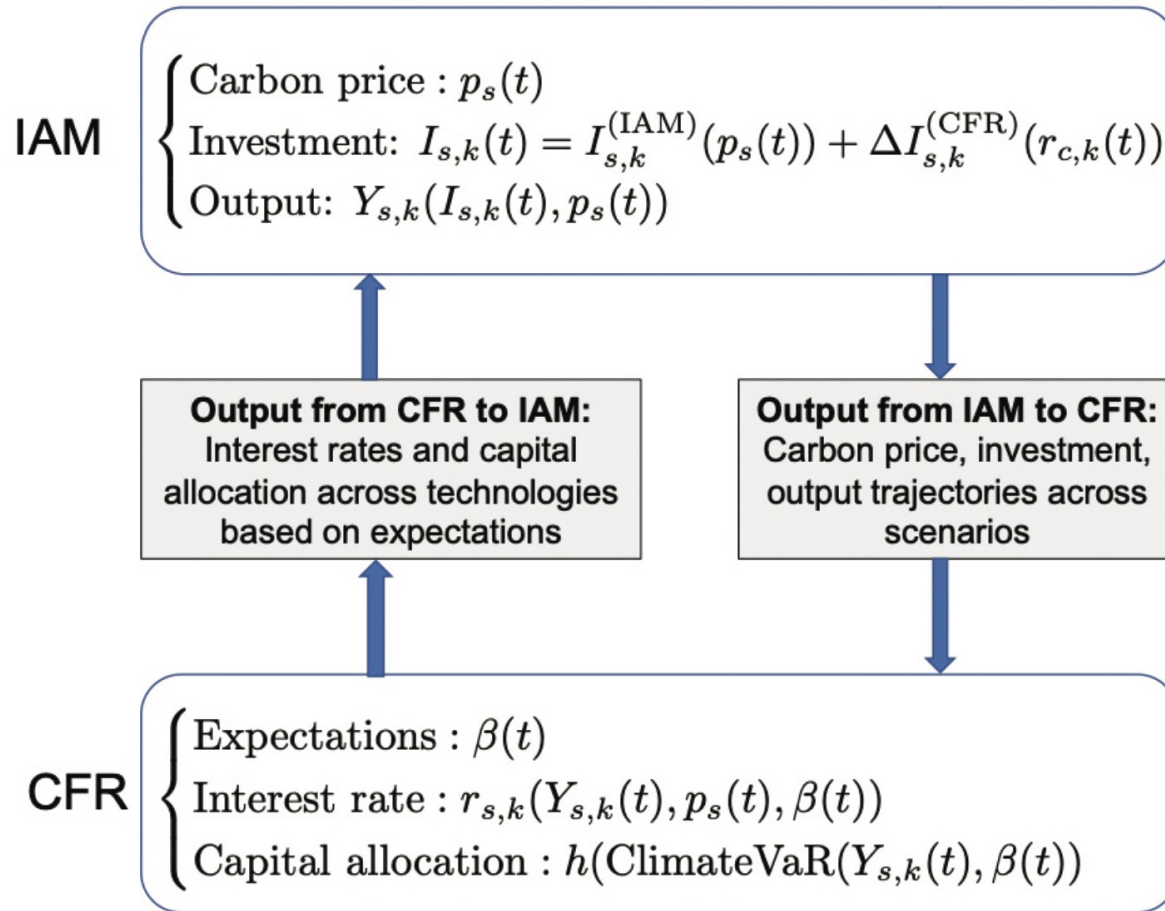 IAM
Carbon price : p_s(t)
Investment: I_{s,k}(t) = I_{s,k}^{(IAM)}(p_s(t)) + ΔI_{s,k}^{(CFR)}(r_{c,k}(t))
Output: Y_{s,k}(I_{s,k}(t), p_s(t))
Output from CFR to IAM:
Interest rates and capital
allocation across technologies
based on expectations
Output from IAM to CFR:
Carbon price, investment,
output trajectories across
scenarios
CFR
Expectations : β(t)
Interest rate : r_{s,k}(Y_{s,k}(t), p_s(t), β(t))
Capital allocation : h(ClimateVaR(Y_{s,k}(t), β(t))